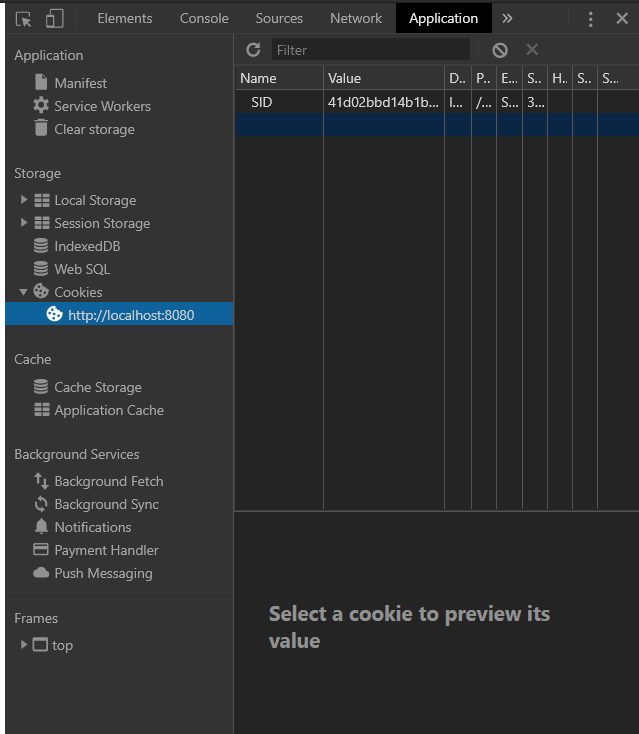 Elements Console Sources Network Application »
Application
Manifest
Service Workers
Clear storage
Storage
Local Storage
Session Storage
IndexedDB
Web SQL
Cookies
http://localhost:8080
Cache
Cache Storage
Application Cache
Background Services
Background Fetch
Background Sync
Notifications
Payment Handler
Push Messaging
Frames
top
Filter
Name Value D.. P.. E.. S.. H.. S.. S...
SID 41d02bbd14b1b... l... /... S... 3...
Select a cookie to preview its
value